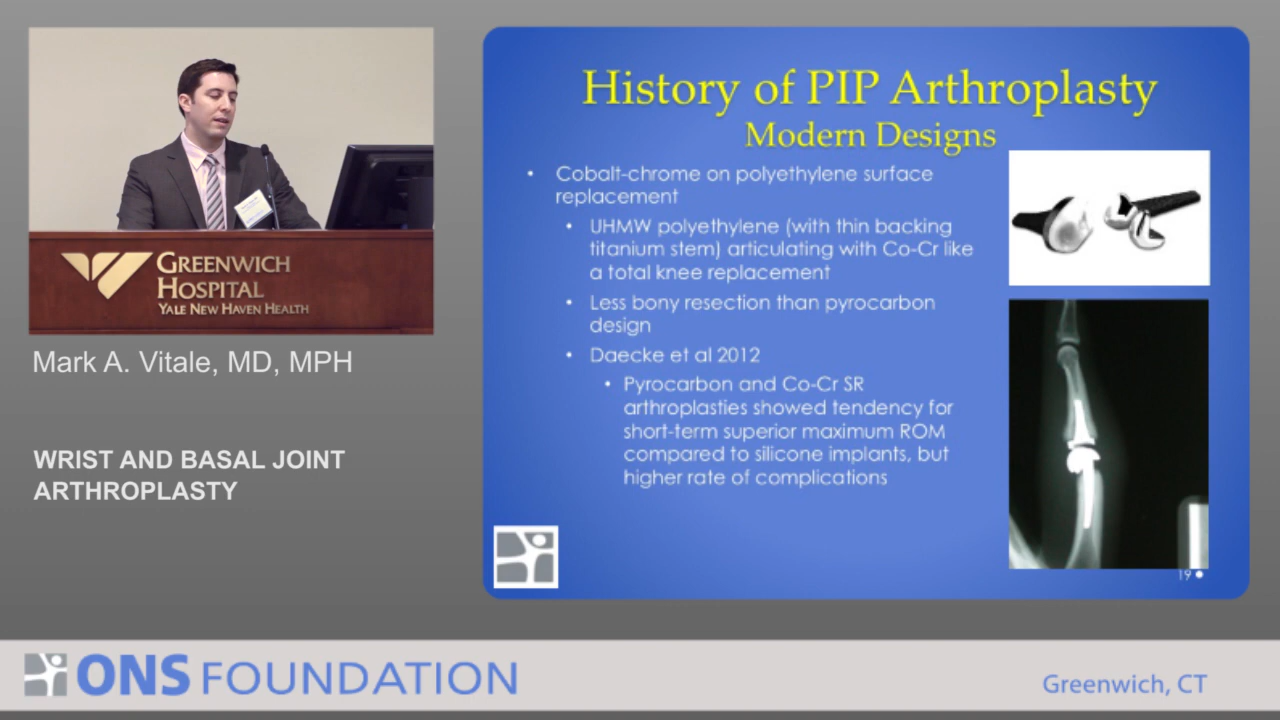 History of PIP Arthroplasty
Modern Designs
• Cobalt-chrome on polyethylene surface
replacement
• UHMW polyethylene (with thin backing
titanium stem) articulating with Co-Cr like
a total knee replacement
• Less bony resection than pyrocarbon
design
• Daecke et al 2012
• Pyrocarbon and Co-Cr SR
arthroplasties showed tendency for
short-term superior maximum ROM
compared to silicone implants, but
higher rate of complications
19
GREENWICH
HOSPITAL
YALE NEW HAVEN HEALTH
Mark A. Vitale, MD, MPH
WRIST AND BASAL JOINT
ARTHROPLASTY
ONS FOUNDATION
Greenwich, CT